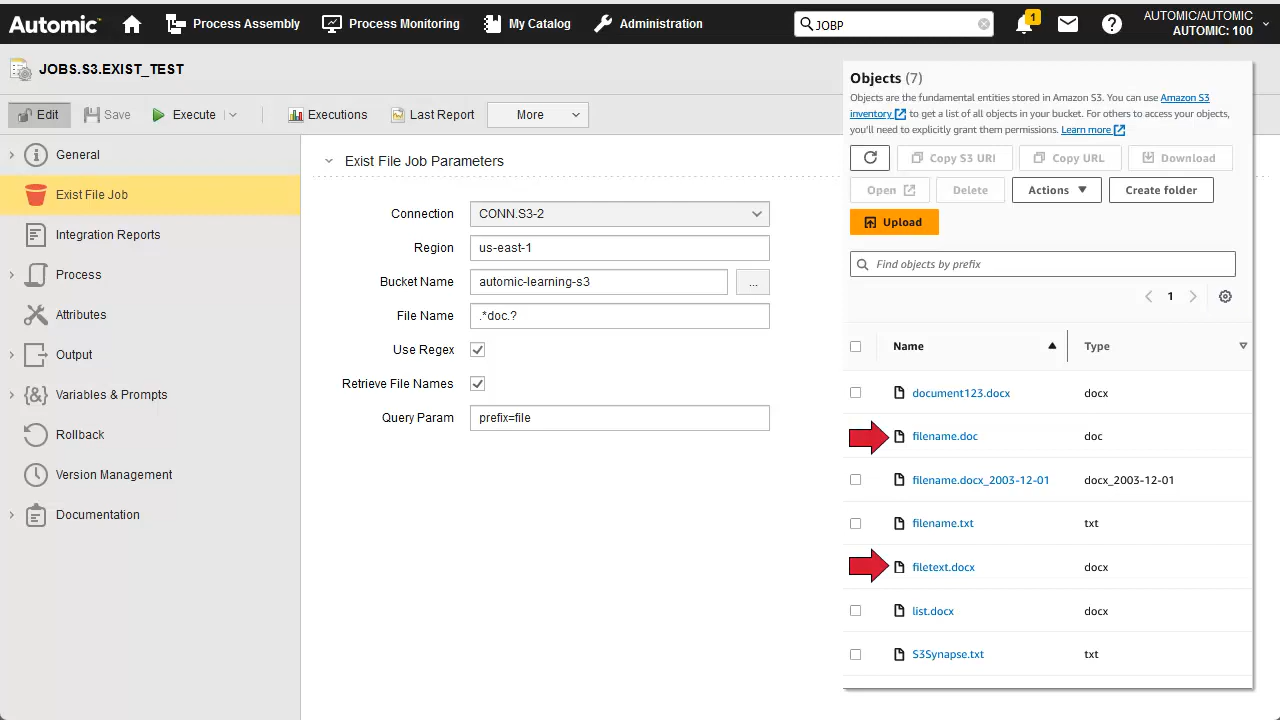 Automic
Process Assembly
Process Monitoring
My Catalog
Administration
JOBP
1
AUTOMIC/AUTOMIC
AUTOMIC: 100
JOBS.S3.EXIST_TEST
Edit
Save
Execute
Executions
Last Report
More
General
Exist File Job
Integration Reports
Process
Attributes
Output
Variables & Prompts
Rollback
Version Management
Documentation
Exist File Job Parameters
Connection CONN.S3-2
Region us-east-1
Bucket Name automic-learning-s3 ...
File Name .*doc.?
Use Regex
Retrieve File Names
Query Param prefix=file
Objects (7)
Objects are the fundamental entities stored in Amazon S3. You can use Amazon S3
inventory to get a list of all objects in your bucket. For others to access your objects,
you'll need to explicitly grant them permissions. Learn more
Copy S3 URI Copy URL Download
Open Delete Actions Create folder
Upload
Find objects by prefix
1
Name Type
document123.docx docx
filename.doc doc
filename.docx_2003-12-01 docx_2003-12-01
filename.txt txt
filetext.docx docx
list.docx docx
S3Synapse.txt txt